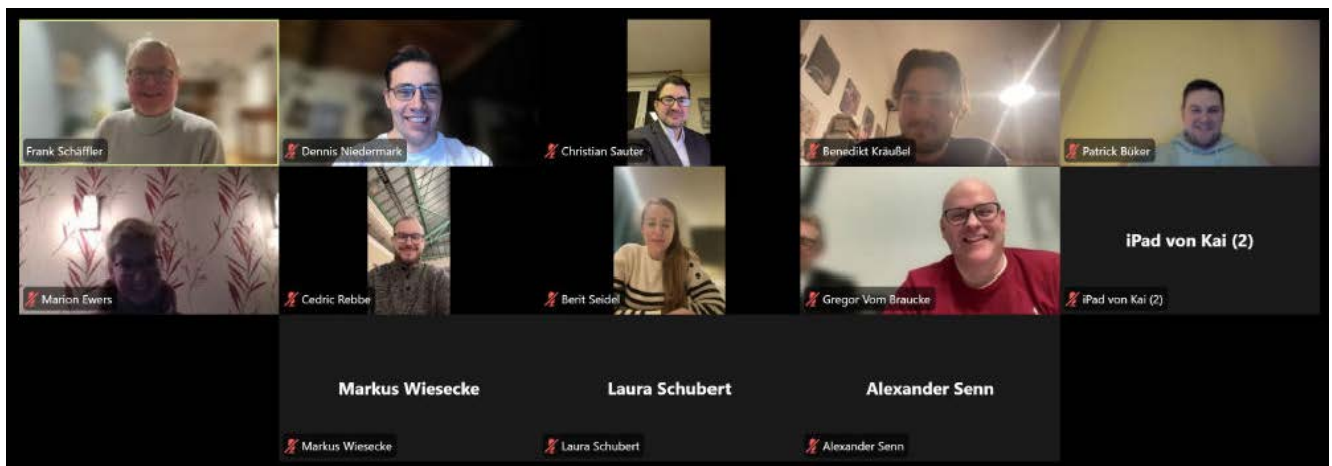 Frank Schäffler
Dennis Niedermark
Christian Sauter
Benedikt Kräußel
Patrick Büker
Marion Ewers
Cedric Rebbe
Berit Seidel
Gregor Vom Braucke
iPad von Kai (2)
iPad von Kai (2)
Markus Wiesecke
Markus Wiesecke
Laura Schubert
Laura Schubert
Alexander Senn
Alexander Senn